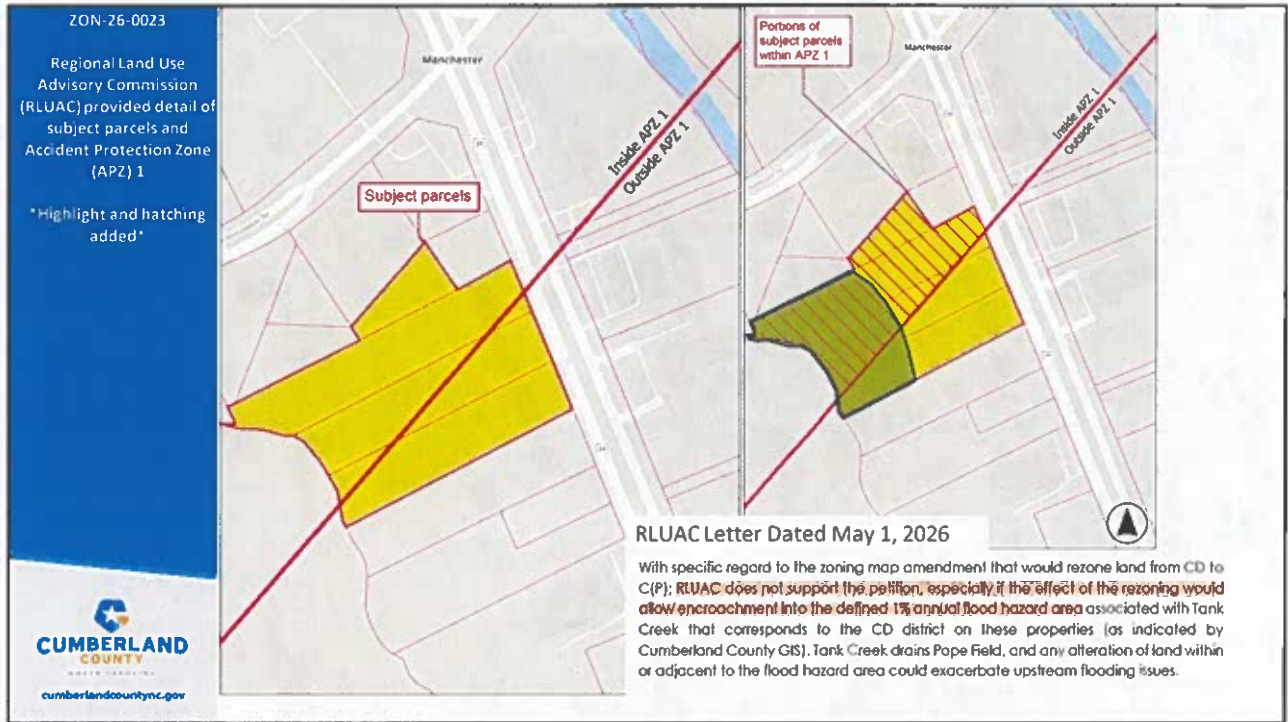 ZON-26-0023
Regional Land Use
Advisory Commission
(RLUAC) provided detail of
subject parcels and
Accident Protection Zone
(APZ) 1
*Highlight and hatching
added*
CUMBERLAND
COUNTY
NORTH CAROLINA
cumberlandcountync.gov
Manchester
Inside APZ 1
Outside APZ 1
Subject parcels
Portions of
subject parcels
within APZ 1
Manchester
Inside APZ 1
Outside APZ 1
RLUAC Letter Dated May 1, 2026
With specific regard to the zoning map amendment that would rezone land from CD to
C(P); RLUAC does not support the petition, especially if the effect of the rezoning would
allow encroachment into the defined 1% annual flood hazard area associated with Tank
Creek that corresponds to the CD district on these properties (as indicated by
Cumberland County GIS). Tank Creek drains Pope Field, and any alteration of land within
or adjacent to the flood hazard area could exacerbate upstream flooding issues.